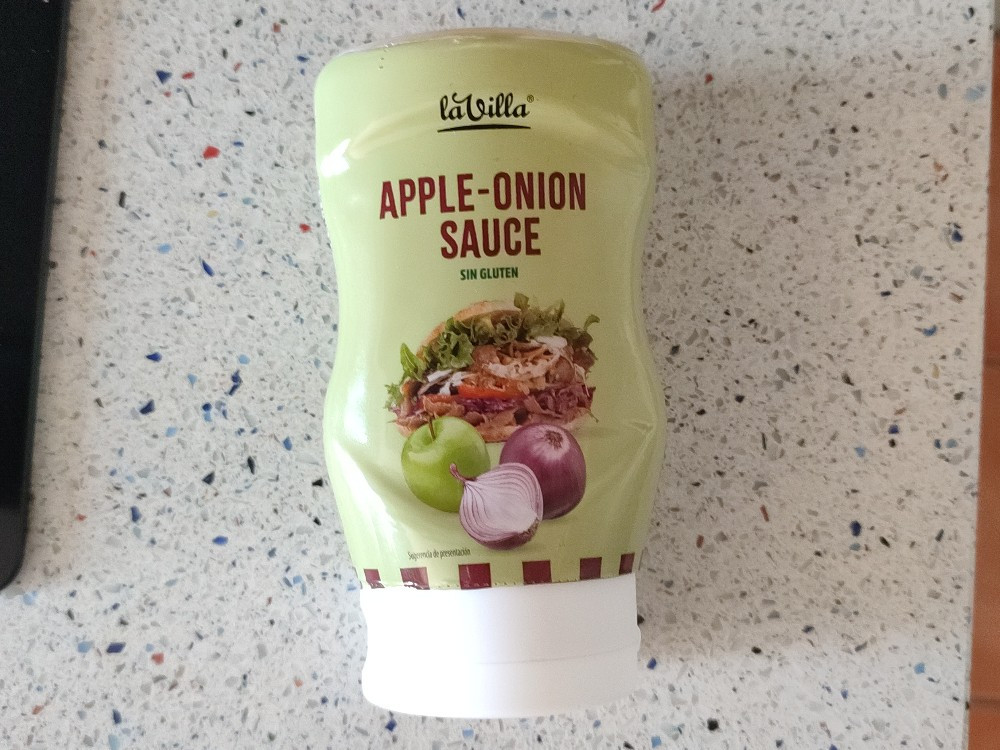 laVilla®
APPLE-ONION
SAUCE
SIN GLUTEN
Sugerencia de presentación